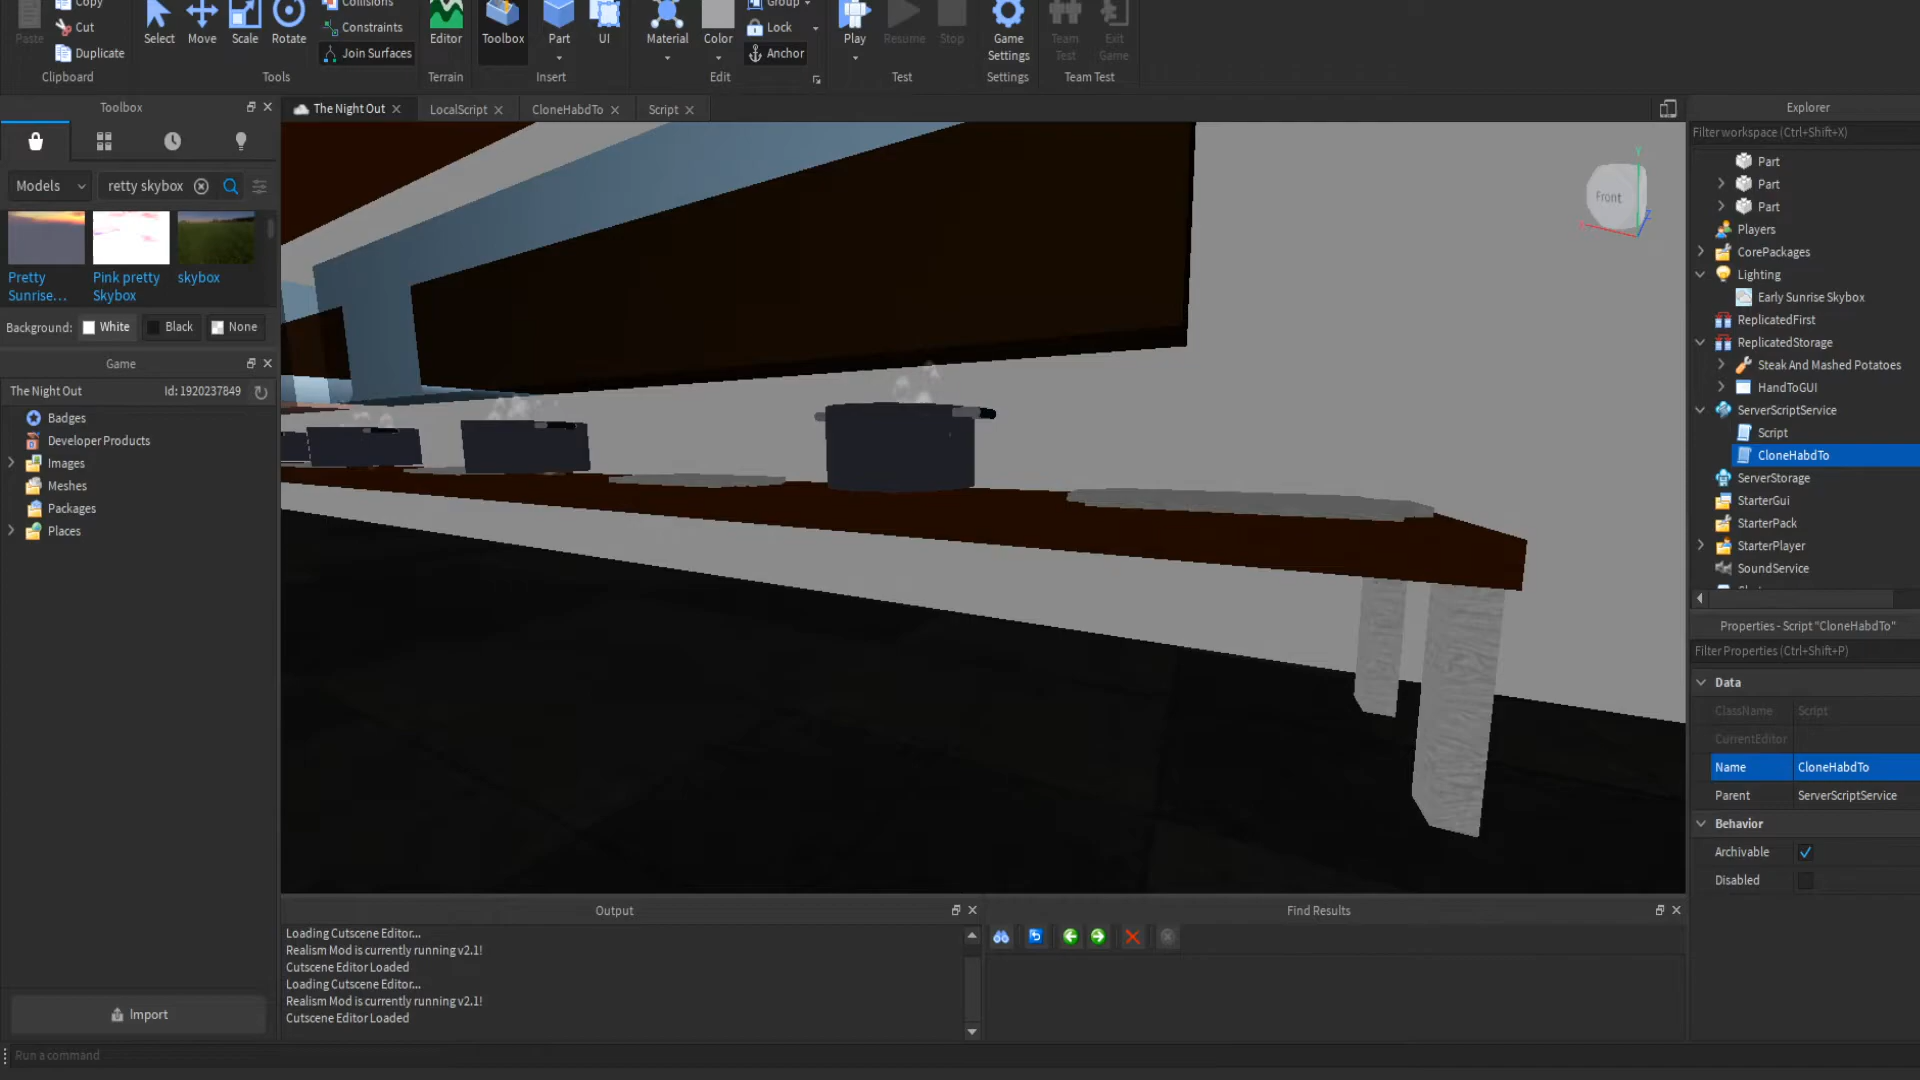 Copy
Cut
Paste
Duplicate
Clipboard
Select
Move
Scale
Rotate
Collisions
Constraints
Join Surfaces
Tools
Editor
Terrain
Toolbox
Part
UI
Insert
Material
Color
Group
Lock
Anchor
Edit
Play
Resume
Stop
Test
Game
Settings
Settings
Team
Test
Exit
Game
Team Test
Toolbox
Models
retty skybox
Pretty
Sunrise...
Pink pretty
Skybox
skybox
Background:
White
Black
None
Game
The Night Out
Id: 1920237849
Badges
Developer Products
Images
Meshes
Packages
Places
Import
The Night Out
LocalScript
CloneHabdTo
Script
Front
Output
Loading Cutscene Editor...
Realism Mod is currently running v2.1!
Cutscene Editor Loaded
Loading Cutscene Editor...
Realism Mod is currently running v2.1!
Cutscene Editor Loaded
Find Results
Explorer
Filter workspace (Ctrl+Shift+X)
Part
Part
Part
Players
CorePackages
Lighting
Early Sunrise Skybox
ReplicatedFirst
ReplicatedStorage
Steak And Mashed Potatoes
HandToGUI
ServerScriptService
Script
CloneHabdTo
ServerStorage
StarterGui
StarterPack
StarterPlayer
SoundService
Properties - Script "CloneHabdTo"
Filter Properties (Ctrl+Shift+P)
Data
ClassName Script
CurrentEditor
Name CloneHabdTo
Parent ServerScriptService
Behavior
Archivable
Disabled
Run a command